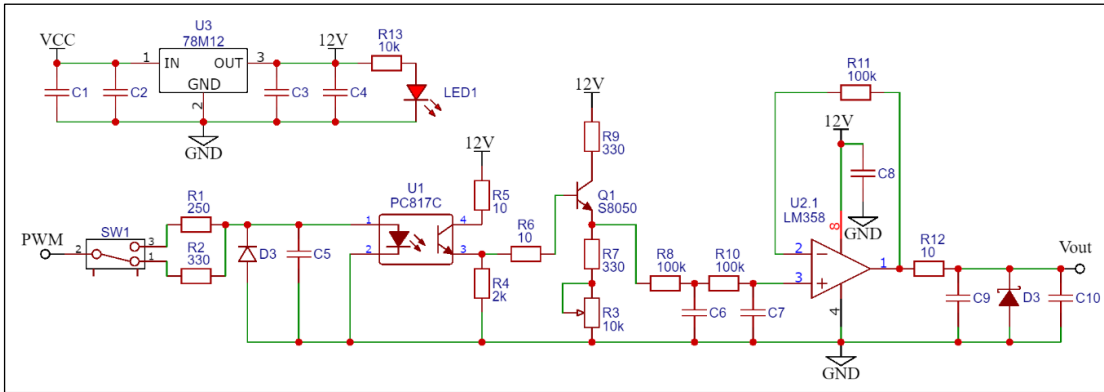 VCC
U3
78M12
1
IN
OUT
3
GND
2
12V
R13
10k
C1
C2
C3
C4
LED1
GND
12V
R9
330
R11
100k
12V
C8
GND
U2.1
LM358
8
2
3
1
4
12V
R5
10
U1
PC817C
1
2
4
3
R6
10
Q1
S8050
R1
250
R2
330
PWM
2
SW1
3
1
D3
C5
R4
2k
R7
330
R3
10k
R8
100k
R10
100k
C6
C7
R12
10
Vout
C9
D3
C10
GND